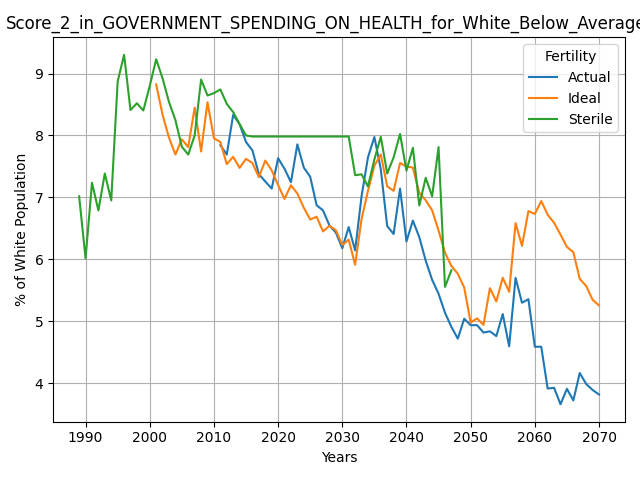 Score_2_in_GOVERNMENT_SPENDING_ON_HEALTH_for_White_Below_Average
Fertility
Actual
Ideal
Sterile
% of White Population
9
8
7
6
5
4
1990 2000 2010 2020 2030 2040 2050 2060 2070
Years